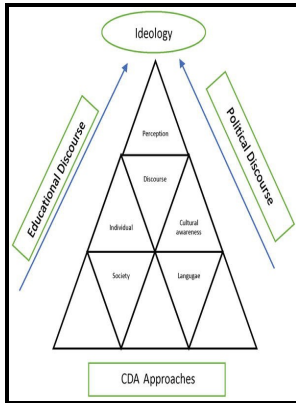 Ideology
Educational Discourse
Political Discourse
Perception
Discourse
Individual
Cultural
awareness
Society
Langugae
CDA Approaches